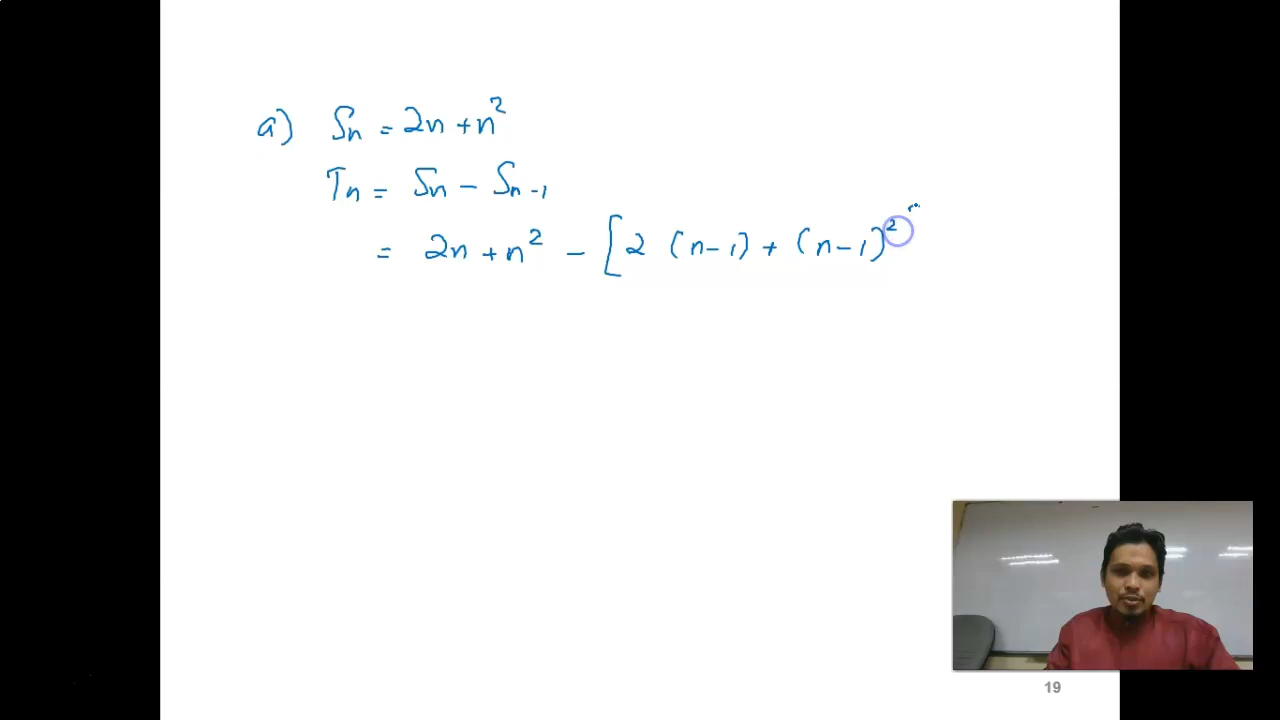 a) Sn = 2n + n²
Tn = Sn - Sn-1
= 2n + n² - [2 (n-1) + (n-1)²
19